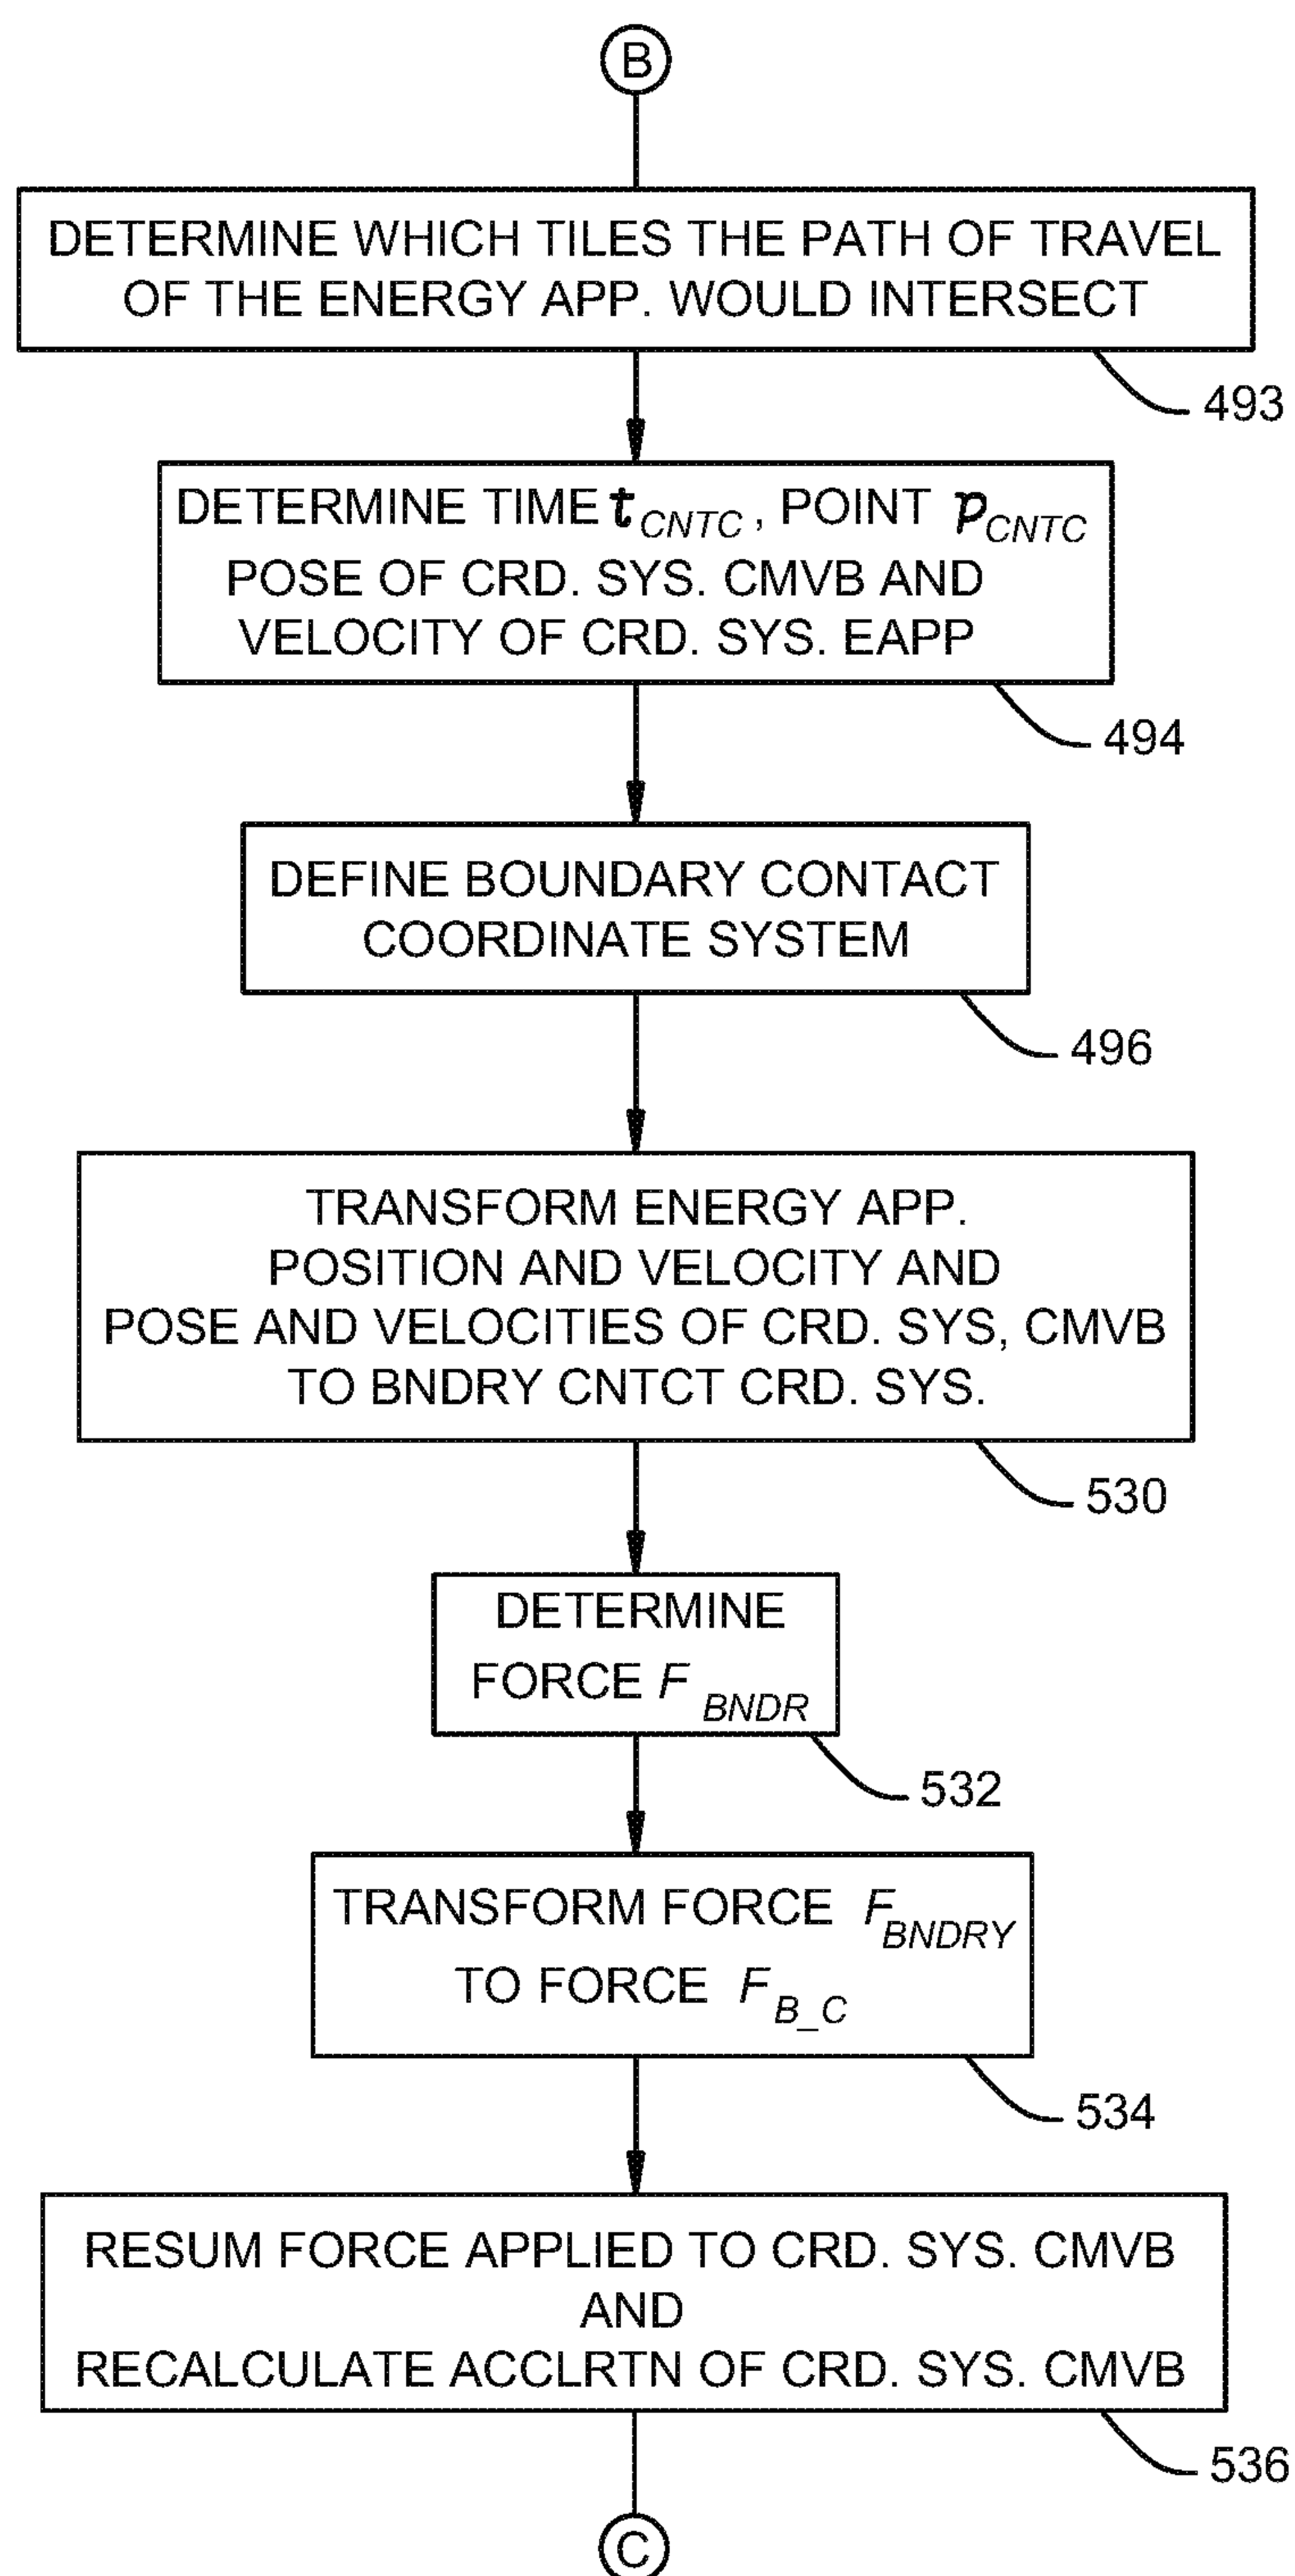 B
DETERMINE WHICH TILES THE PATH OF TRAVEL
OF THE ENERGY APP. WOULD INTERSECT
493
DETERMINE TIME t CNTC , POINT p CNTC
POSE OF CRD. SYS. CMVB AND
VELOCITY OF CRD. SYS. EAPP
494
DEFINE BOUNDARY CONTACT
COORDINATE SYSTEM
496
TRANSFORM ENERGY APP.
POSITION AND VELOCITY AND
POSE AND VELOCITIES OF CRD. SYS, CMVB
TO BNDRY CNTCT CRD. SYS.
530
DETERMINE
FORCE F BNDR
532
TRANSFORM FORCE F BNDRY
TO FORCE F B_C
534
RESUM FORCE APPLIED TO CRD. SYS. CMVB
AND
RECALCULATE ACCLRTN OF CRD. SYS. CMVB
536
C